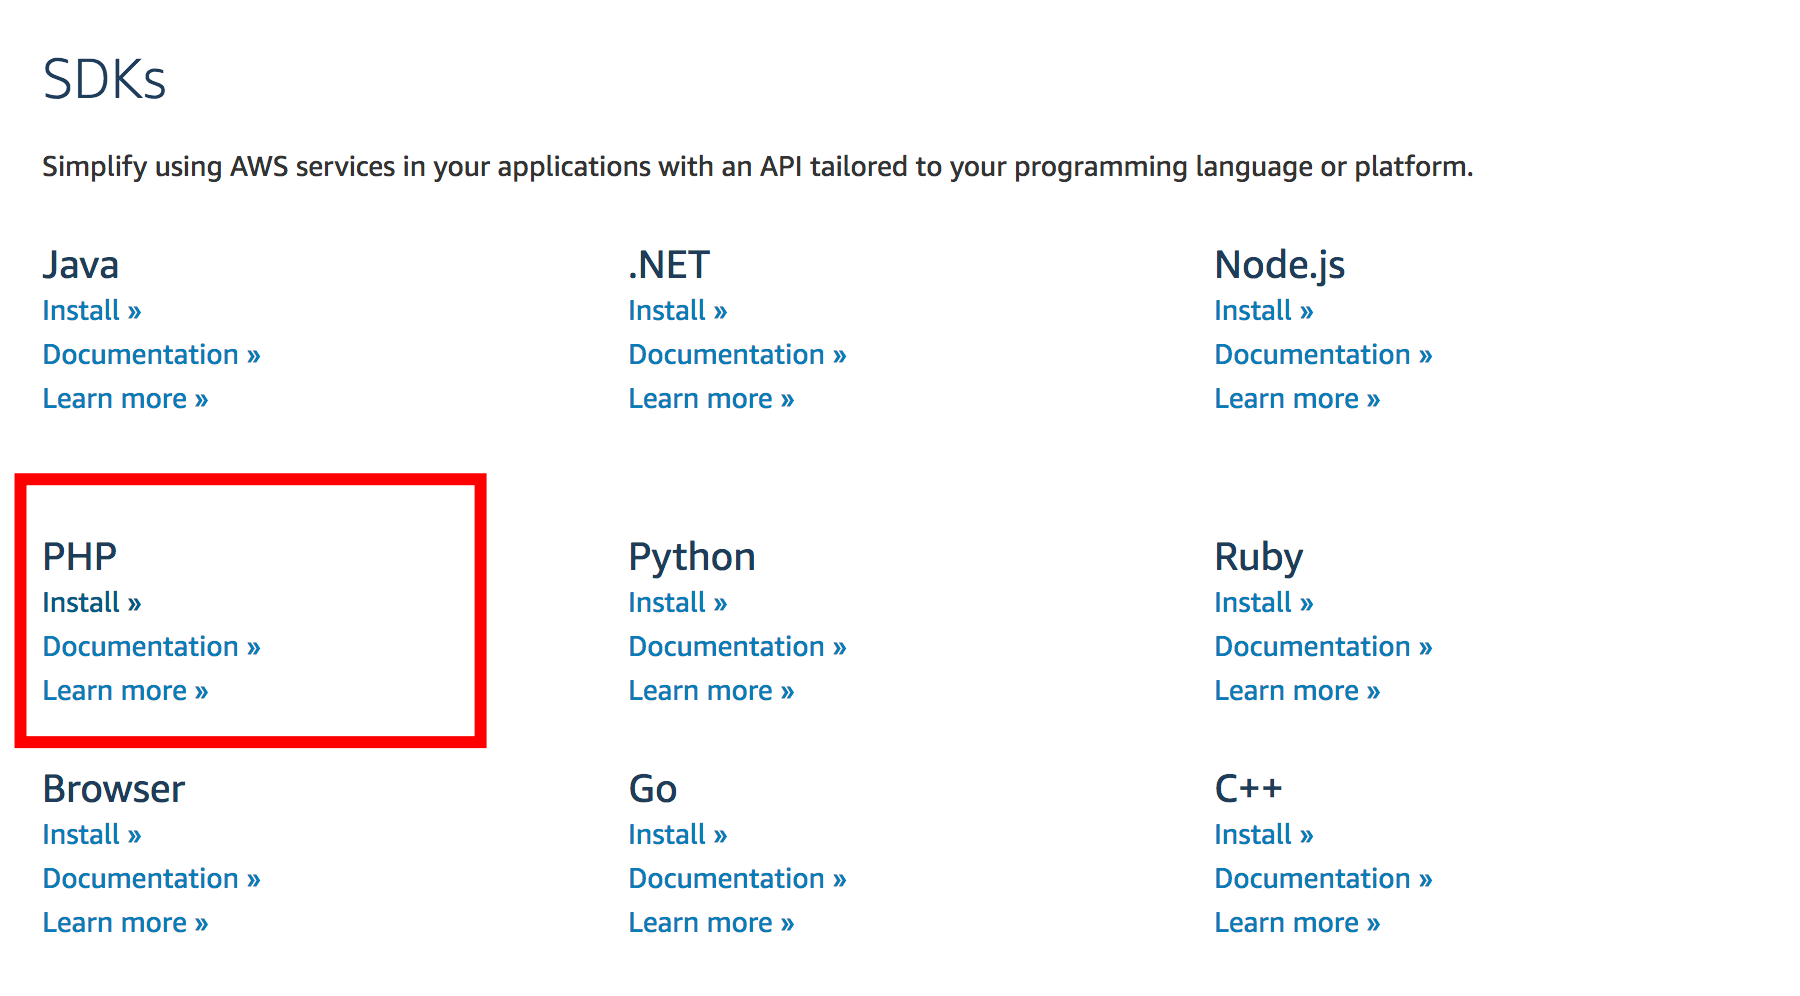 SDKs
Simplify using AWS services in your applications with an API tailored to your programming language or platform.
Java
Install »
Documentation »
Learn more »
.NET
Install »
Documentation »
Learn more »
Node.js
Install »
Documentation »
Learn more »
PHP
Install »
Documentation »
Learn more »
Python
Install »
Documentation »
Learn more »
Ruby
Install »
Documentation »
Learn more »
Browser
Install »
Documentation »
Learn more »
Go
Install »
Documentation »
Learn more »
C++
Install »
Documentation »
Learn more »